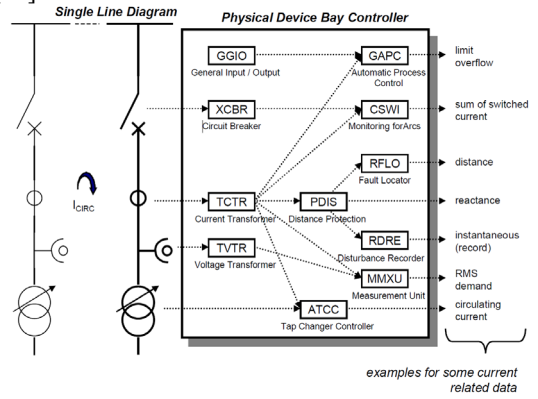 Single Line Diagram
Physical Device Bay Controller
GGIO
General Input / Output
GAPC
Automatic Process
Control
limit
overflow
XCBR
Circuit Breaker
CSWI
Monitoring forArcs
sum of switched
current
RFLO
Fault Locator
distance
ICIRC
TCTR
Current Transformer
PDIS
Distance Protection
reactance
TVTR
Voltage Transformer
RDRE
Disturbance Recorder
instantaneous
(record)
MMXU
Measurement Unit
RMS
demand
ATCC
Tap Changer Controller
circulating
current
examples for some current
related data